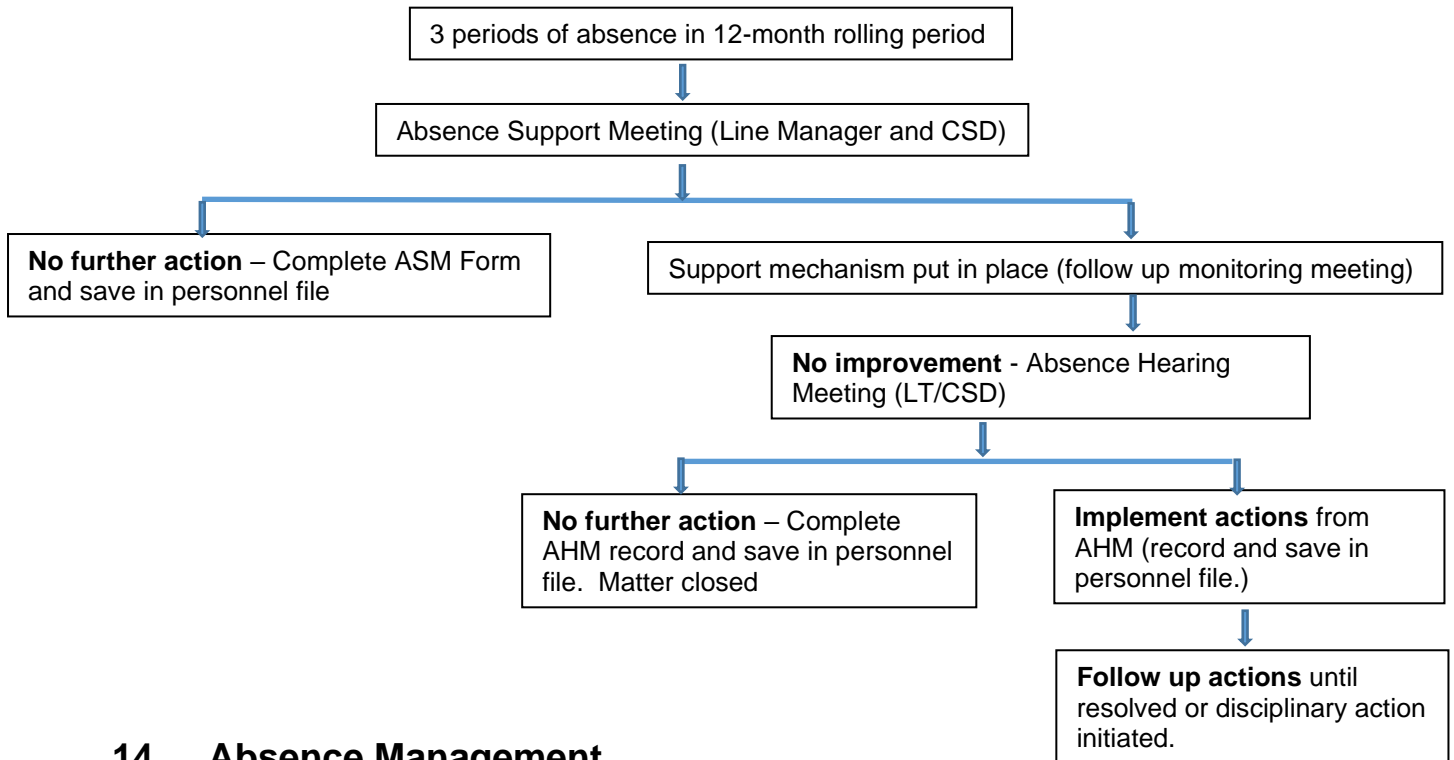 3 periods of absence in 12-month rolling period
Absence Support Meeting (Line Manager and CSD)
No further action – Complete ASM Form
and save in personnel file
Support mechanism put in place (follow up monitoring meeting)
No improvement - Absence Hearing
Meeting (LT/CSD)
No further action – Complete
AHM record and save in personnel
file.  Matter closed
Implement actions from
AHM (record and save in
personnel file.)
Follow up actions until
resolved or disciplinary action
initiated.
14 Absence Management